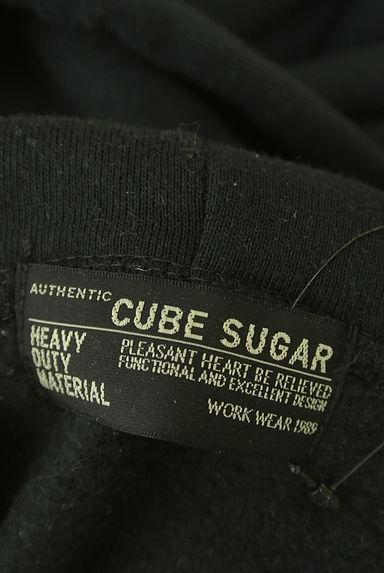 AUTHENTIC CUBE SUGAR
HEAVY
DUTY
MATERIAL
PLEASANT HEART BE RELIEVED
FUNCTIONAL AND EXCELLENT DESIGN
WORK WEAR 1989